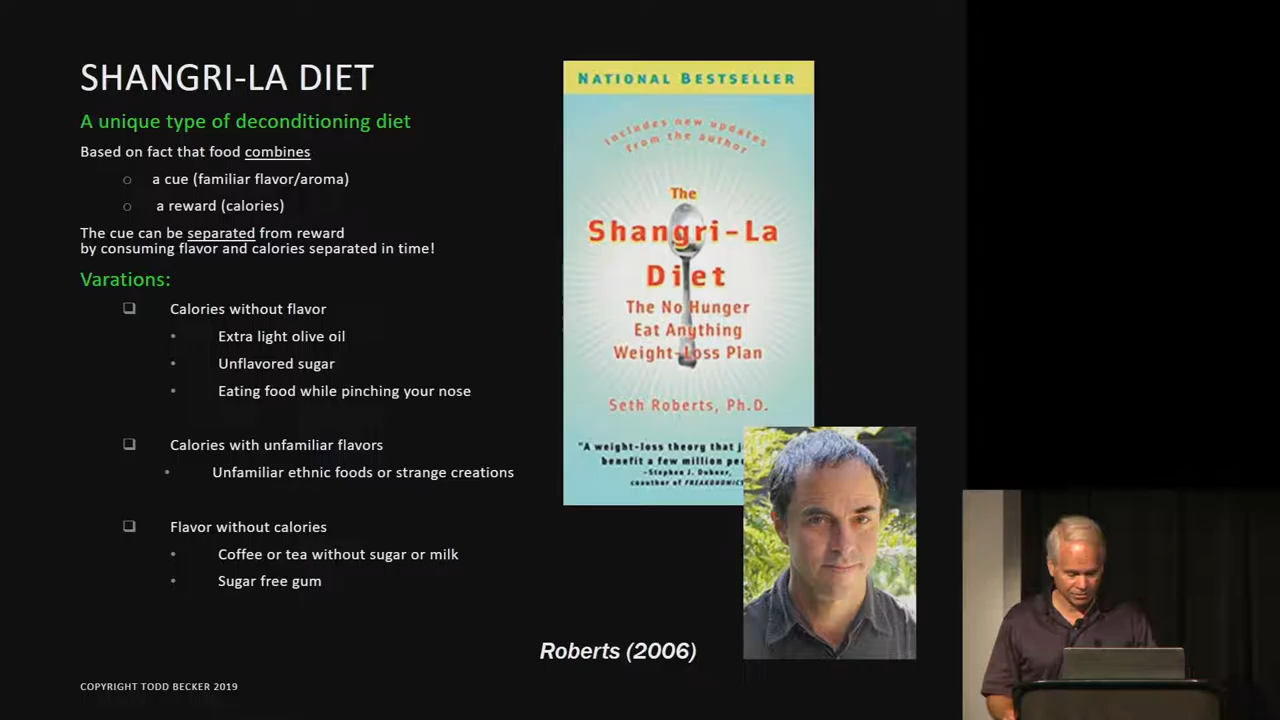 SHANGRI-LA DIET
A unique type of deconditioning diet
Based on fact that food combines
a cue (familiar flavor/aroma)
a reward (calories)
The cue can be separated from reward
by consuming flavor and calories separated in time!
Varations:
Calories without flavor
Extra light olive oil
Unflavored sugar
Eating food while pinching your nose
Calories with unfamiliar flavors
Unfamiliar ethnic foods or strange creations
Flavor without calories
Coffee or tea without sugar or milk
Sugar free gum
NATIONAL BESTSELLER
Includes new updates
from the author
The
Shangri-La
Diet
The No Hunger
Eat Anything
Weight-Loss Plan
Seth Roberts, Ph.D.
"A weight-loss theory that
benefit a few million
-Stephen J. Dubner,
coauthor of FREAKONOMICS
Roberts (2006)
COPYRIGHT TODD BECKER 2019